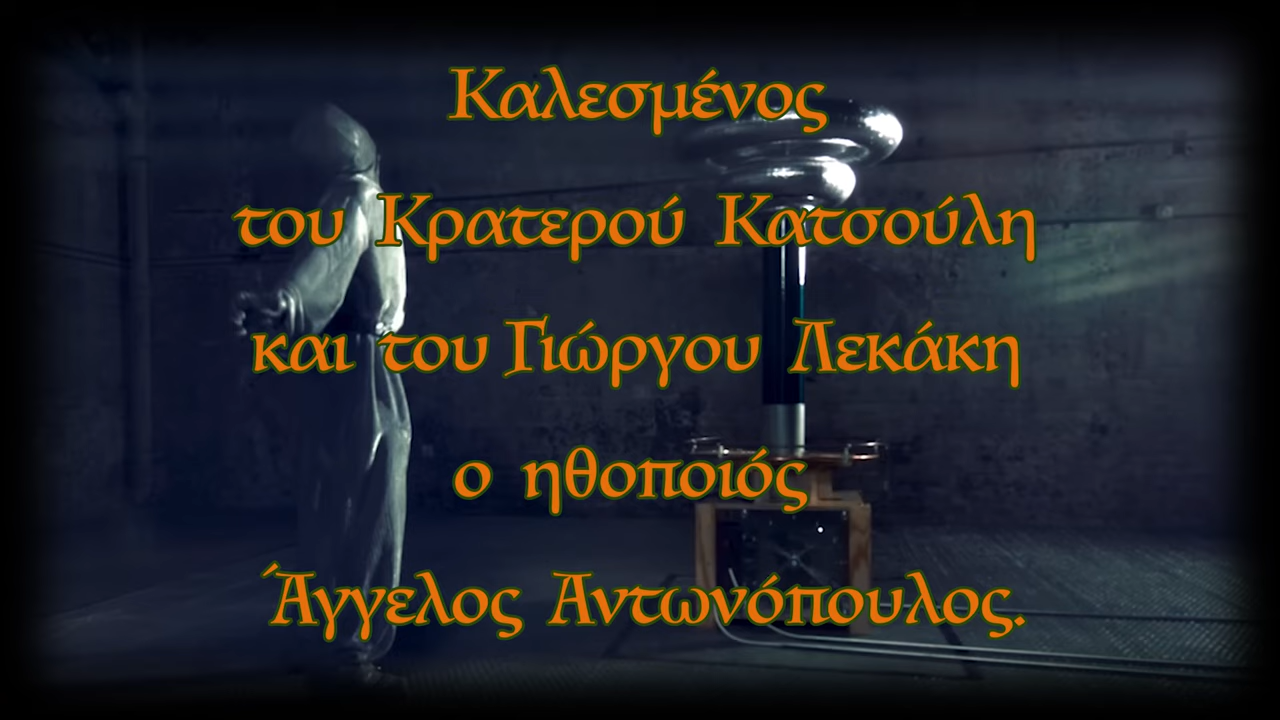 Καλεσμένος
του Κρατερού Κατσούλη
και του Γιώργου Λεκάκη
ο ηθοποιός
Άγγελος Αντωνόπουλος.